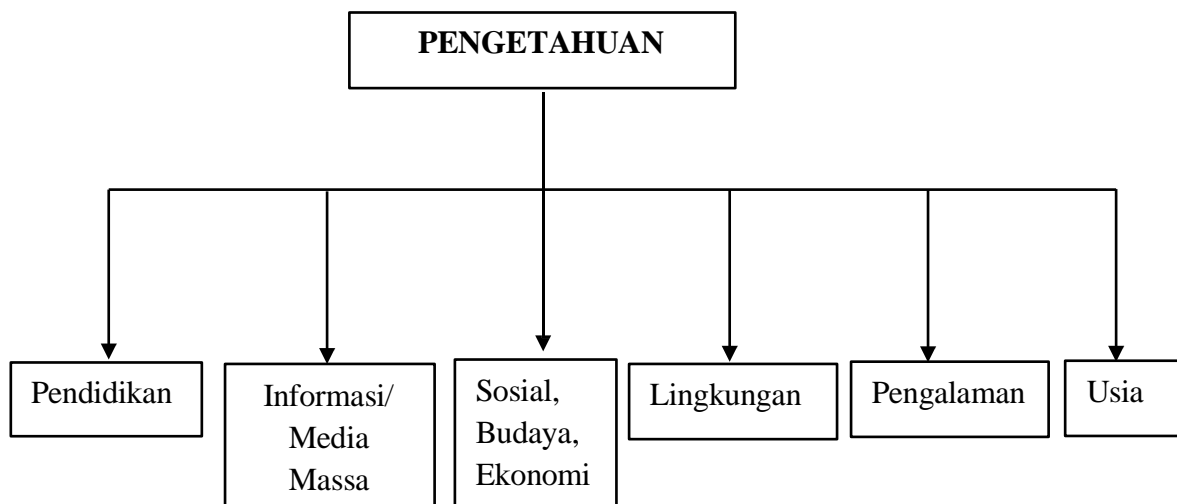 PENGETAHUAN
Pendidikan
Informasi/
Media
Massa
Sosial,
Budaya,
Ekonomi
Lingkungan
Pengalaman
Usia